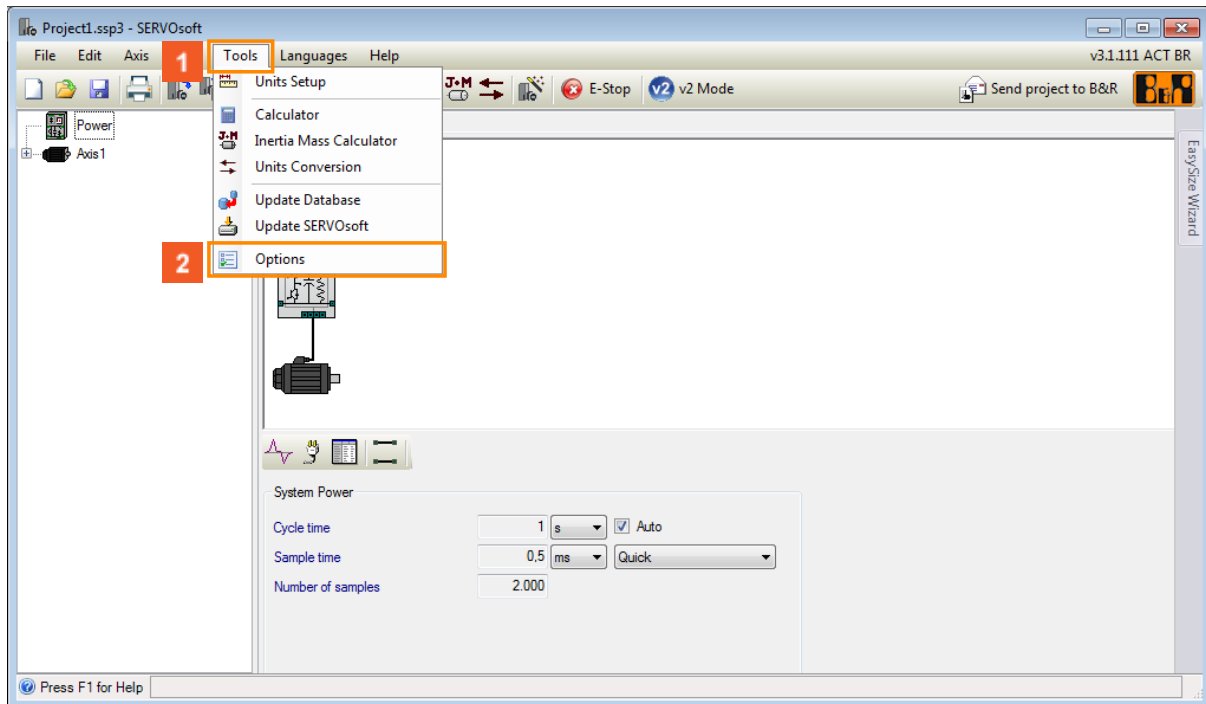 Project1.ssp3 - SERVOsoft
File Edit Axis 1 Tools Languages Help v3.1.111 ACT BR
J+M E-Stop v2 v2 Mode Send project to B&R B&R
Units Setup
Calculator
J+M Inertia Mass Calculator
Units Conversion
Update Database
Update SERVOsoft
2 Options
Power
Axis1
EasySize Wizard
System Power
Cycle time 1 s Auto
Sample time 0,5 ms Quick
Number of samples 2.000
Press F1 for Help